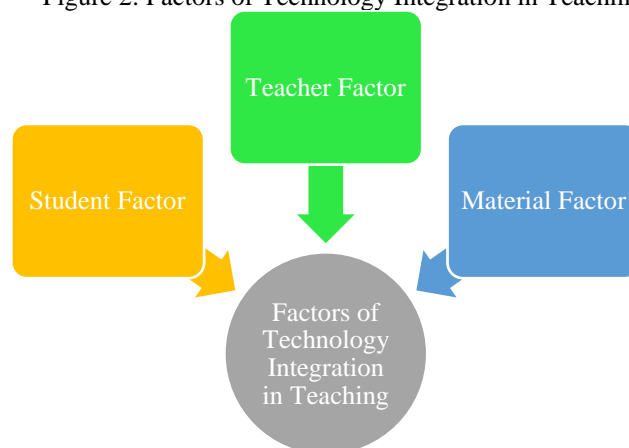 Figure 2. Factors of Technology Integration in Teachin
Teacher Factor
Student Factor
Material Factor
Factors of
Technology
Integration
in Teaching